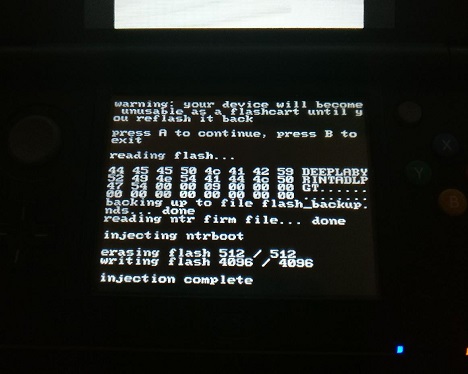 warning: your device will become
unusable as a flashcart until y
ou reflash it back
press A to continue, press B to
exit
reading flash...
44 45 45 50 4c 41 42 59 DEEPLABY
52 49 4e 54 41 44 4c 50 RINTADLP
47 54 00 00 09 00 00 00 GT......
00 00 00 00 00 00 00 00 ........
backing up to file flash_backup.
nds... done
reading ntr firm file... done
injecting ntrboot
erasing flash 512 / 512
writing flash 4096 / 4096
injection complete
X
Y
B